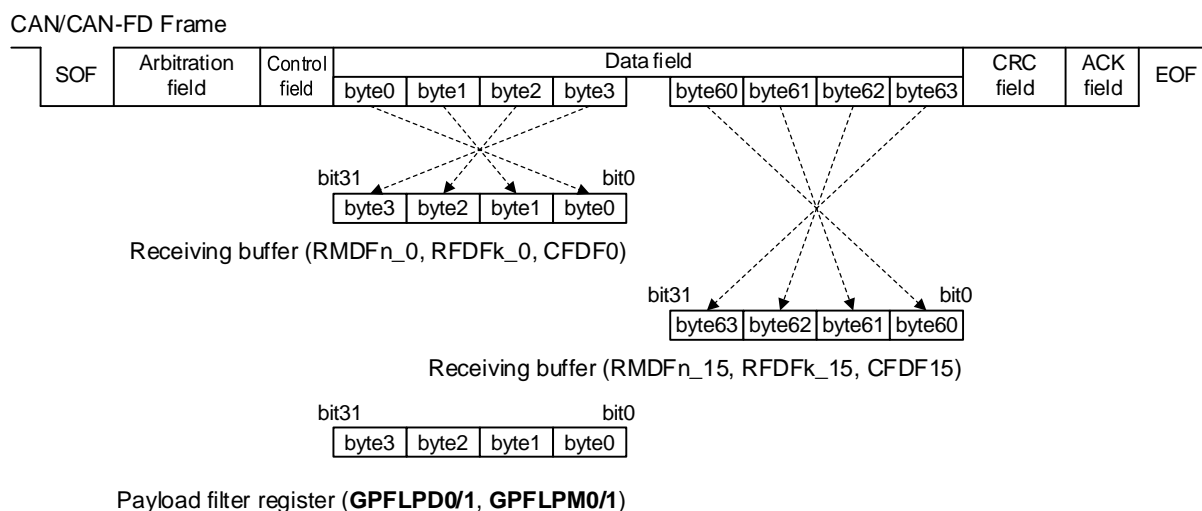 CAN/CAN-FD Frame
SOF Arbitration field Control field Data field CRC field ACK field EOF
byte0 byte1 byte2 byte3 byte60 byte61 byte62 byte63
bit31 bit0
byte3 byte2 byte1 byte0
Receiving buffer (RMDFn_0, RFDFk_0, CFDF0)
bit31 bit0
byte63 byte62 byte61 byte60
Receiving buffer (RMDFn_15, RFDFk_15, CFDF15)
bit31 bit0
byte3 byte2 byte1 byte0
Payload filter register (GPFLPD0/1, GPFLPM0/1)